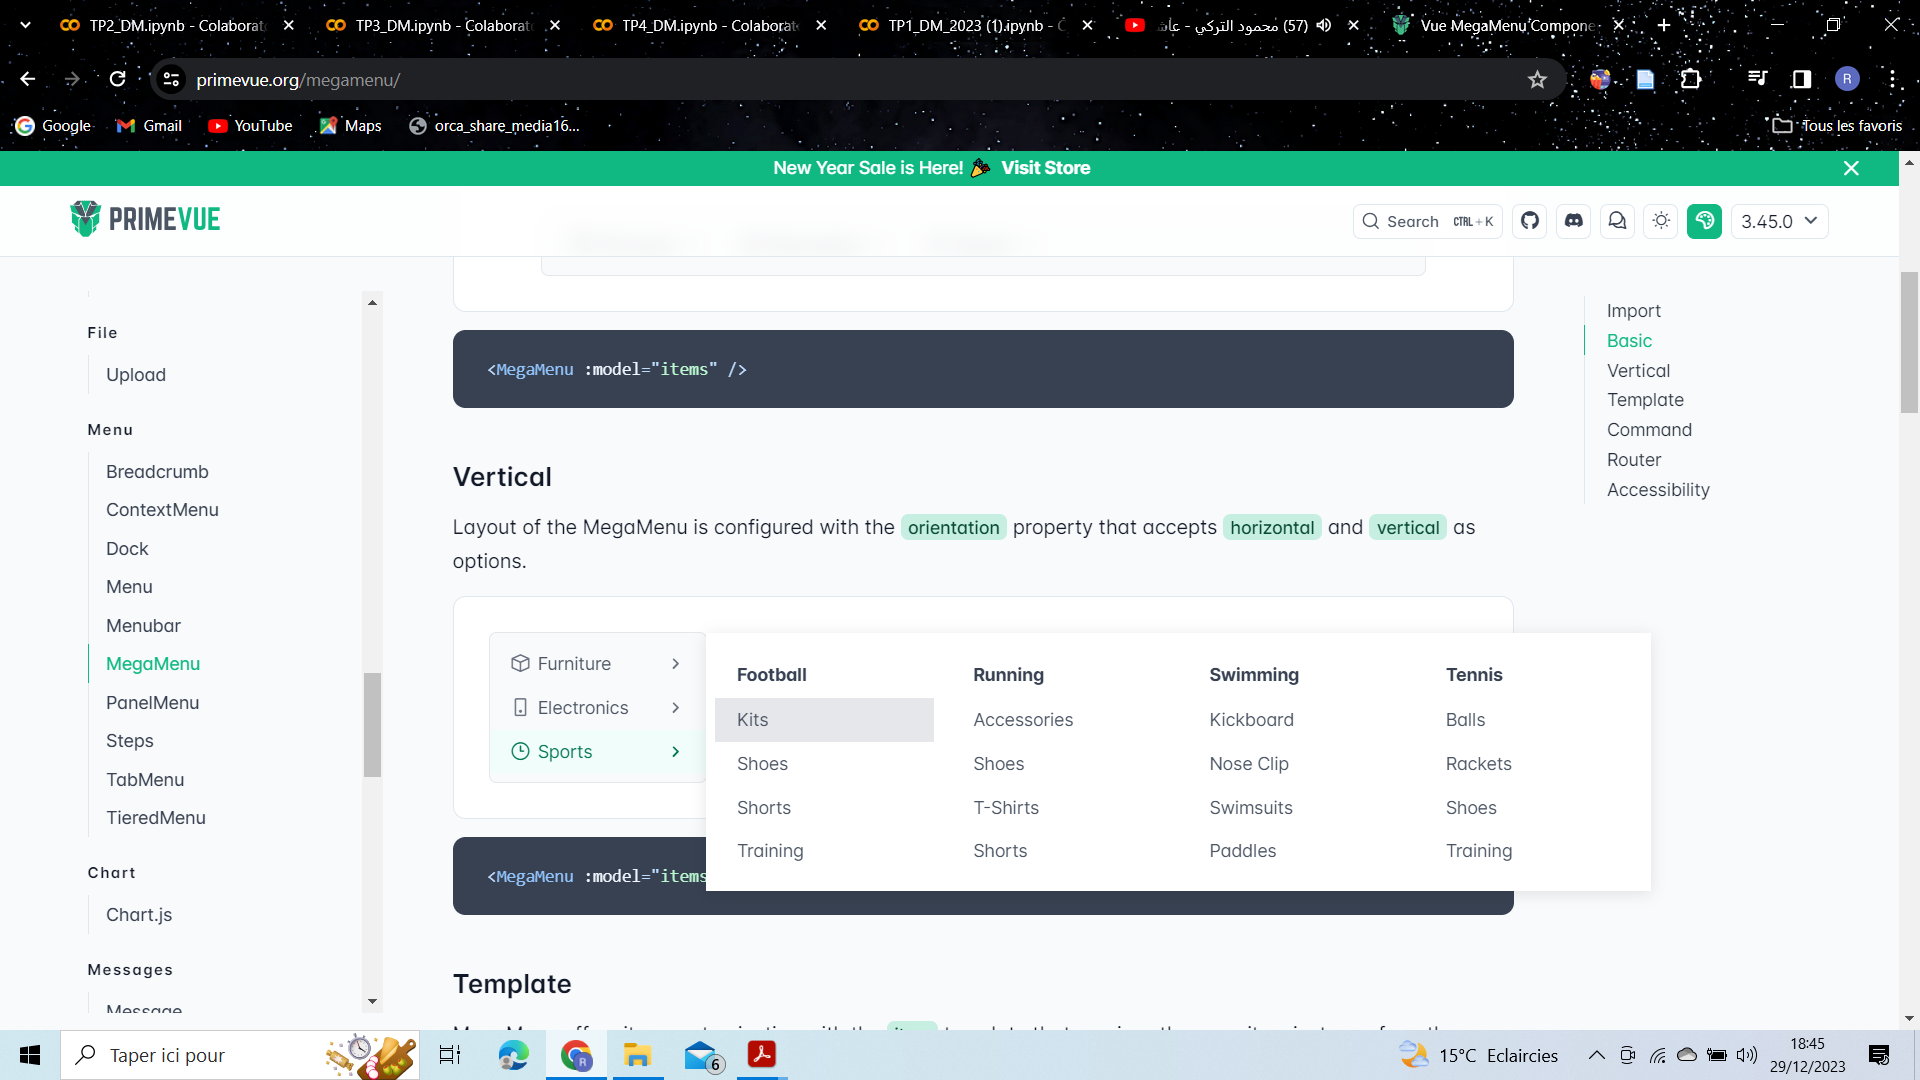 TP2_DM.ipynb - Colaborat
TP3_DM.ipynb - Colaborat
TP4_DM.ipynb - Colaborat
TP1_DM_2023 (1).ipynb - C
(57) محمود التركي - عاش
Vue MegaMenu Compone
primevue.org/megamenu/
R
Google
Gmail
YouTube
Maps
orca_share_media16...
Tous les favoris
New Year Sale is Here! Visit Store
PRIMEVUE
Search CTRL+K
3.45.0
File
Upload
Menu
Breadcrumb
ContextMenu
Dock
Menu
Menubar
MegaMenu
PanelMenu
Steps
TabMenu
TieredMenu
Chart
Chart.js
Messages
Message
<MegaMenu :model="items" />
Vertical
Layout of the MegaMenu is configured with the orientation property that accepts horizontal and vertical as
options.
Furniture
Electronics
Sports
Football
Kits
Shoes
Shorts
Training
Running
Accessories
Shoes
T-Shirts
Shorts
Swimming
Kickboard
Nose Clip
Swimsuits
Paddles
Tennis
Balls
Rackets
Shoes
Training
<MegaMenu :model="items
Template
Import
Basic
Vertical
Template
Command
Router
Accessibility
Taper ici pour
R
6
15°C Eclaircies
18:45
29/12/2023